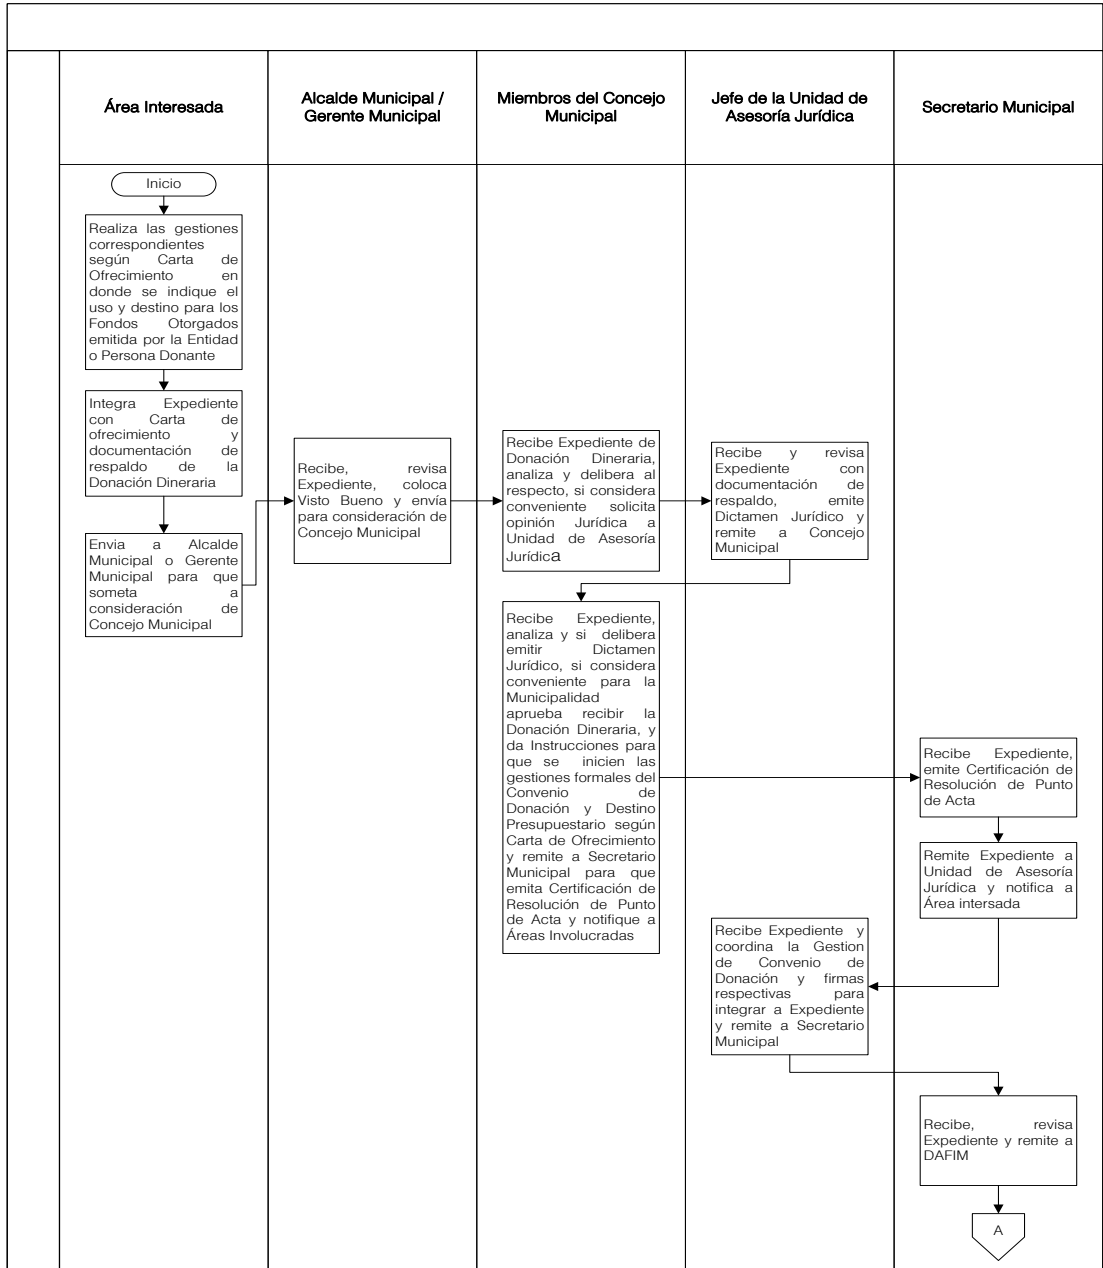 Área Interesada
Alcalde Municipal /
Gerente Municipal
Miembros del Concejo
Municipal
Jefe de la Unidad de
Asesoría Jurídica
Secretario Municipal
Inicio
Realiza las gestiones
correspondientes
según Carta de
Ofrecimiento en
donde se indique el
uso y destino para los
Fondos Otorgados
emitida por la Entidad
o Persona Donante
Integra Expediente
con Carta de
ofrecimiento y
documentación de
respaldo de la
Donación Dineraria
Envia a Alcalde
Municipal o Gerente
Municipal para que
someta a
consideración de
Concejo Municipal
Recibe, revisa
Expediente, coloca
Visto Bueno y envía
para consideración de
Concejo Municipal
Recibe Expediente de
Donación Dineraria,
analiza y delibera al
respecto, si considera
conveniente solicita
opinión Jurídica a
Unidad de Asesoría
Jurídica
Recibe y revisa
Expediente con
documentación de
respaldo, emite
Dictamen Jurídico y
remite a Concejo
Municipal
Recibe Expediente,
analiza y si delibera
emitir Dictamen
Jurídico, si considera
conveniente para la
Municipalidad
aprueba recibir la
Donación Dineraria, y
da Instrucciones para
que se inicien las
gestiones formales del
Convenio de
Donación y Destino
Presupuestario según
Carta de Ofrecimiento
y remite a Secretario
Municipal para que
emita Certificación de
Resolución de Punto
de Acta y notifique a
Áreas Involucradas
Recibe Expediente,
emite Certificación de
Resolución de Punto
de Acta
Remite Expediente a
Unidad de Asesoría
Jurídica y notifica a
Área intersada
Recibe Expediente y
coordina la Gestion
de Convenio de
Donación y firmas
respectivas para
integrar a Expediente
y remite a Secretario
Municipal
Recibe, revisa
Expediente y remite a
DAFIM
A